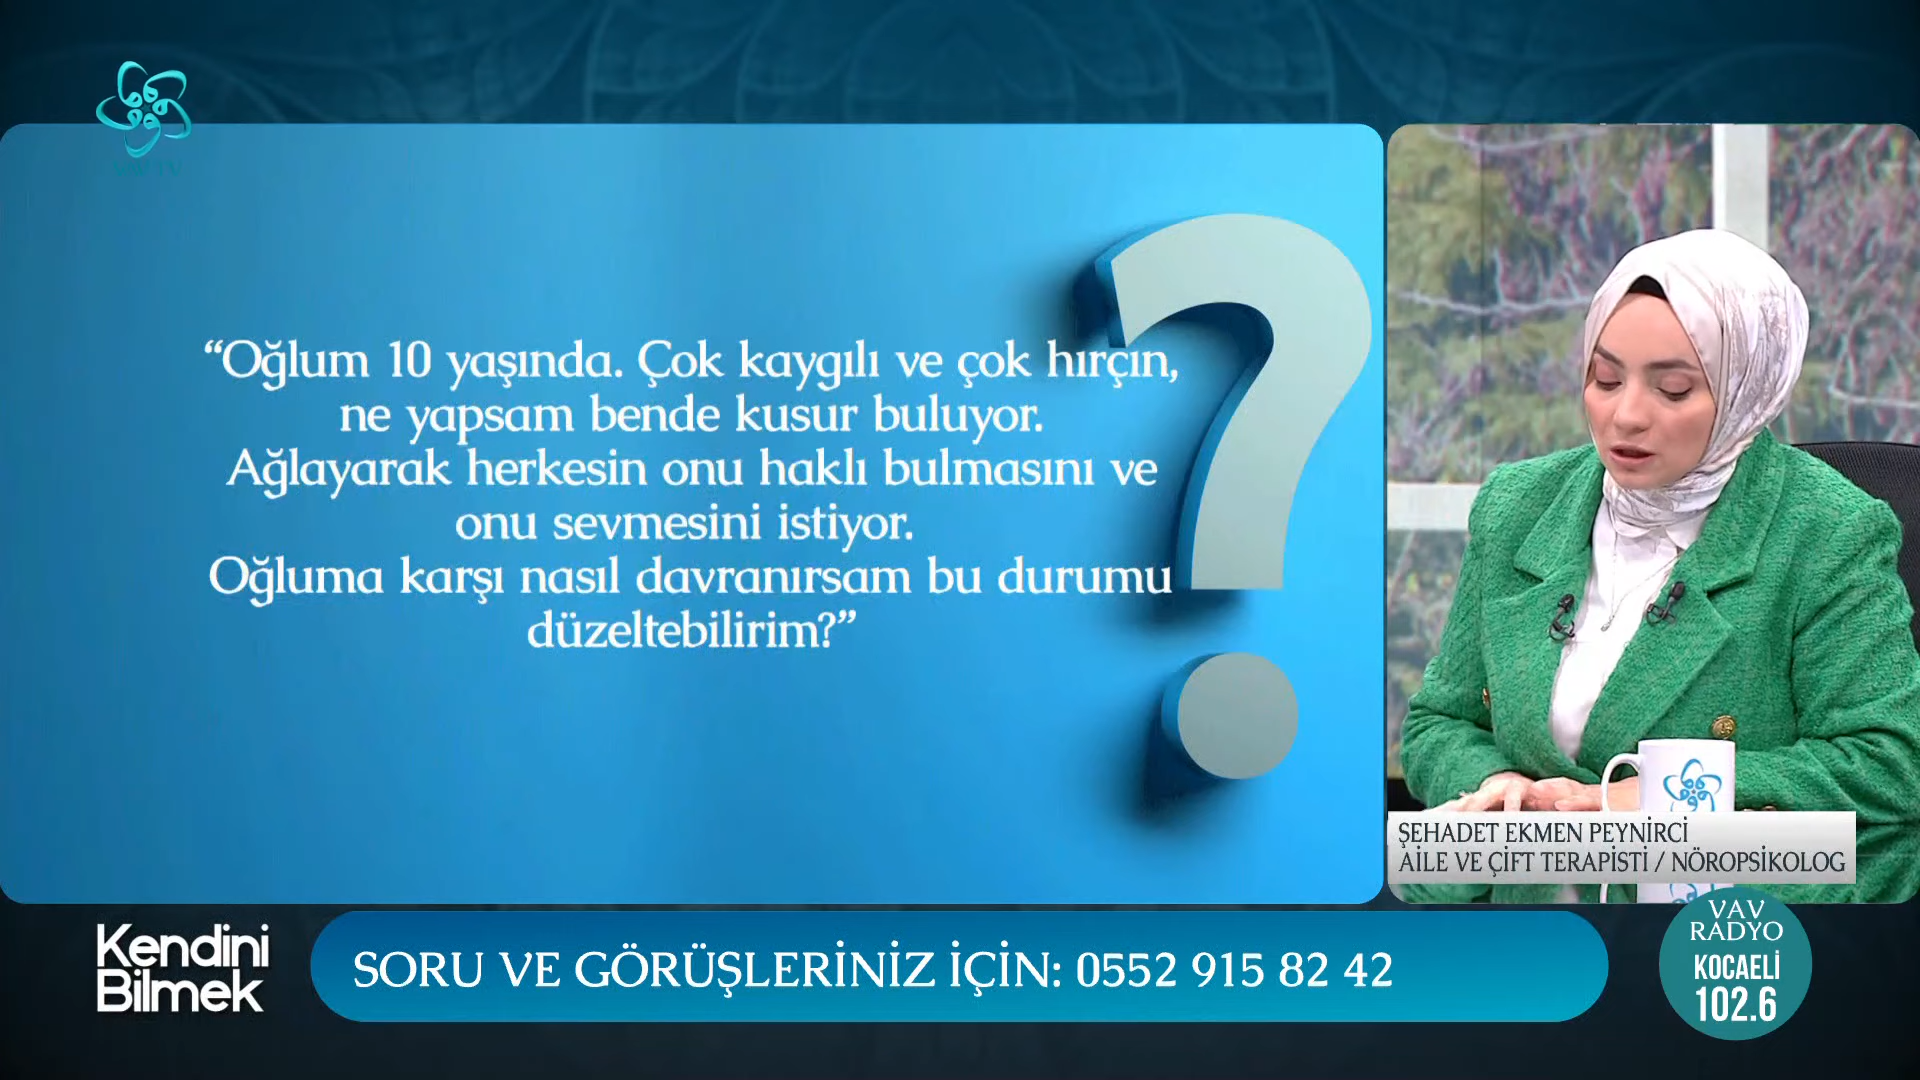 VAV TV
“Oğlum 10 yaşında. Çok kaygılı ve çok hırçın,
ne yapsam bende kusur buluyor.
Ağlayarak herkesin onu haklı bulmasını ve
onu sevmesini istiyor.
Oğluma karşı nasıl davranırsam bu durumu
düzeltebilirim?”
?
ŞEHADET EKMEN PEYNİRCİ
AİLE VE ÇİFT TERAPİSTİ / NÖROPSİKOLOG
Kendini
Bilmek
SORU VE GÖRÜŞLERİNİZ İÇİN: 0552 915 82 42
VAV
RADYO
KOCAELİ
102.6